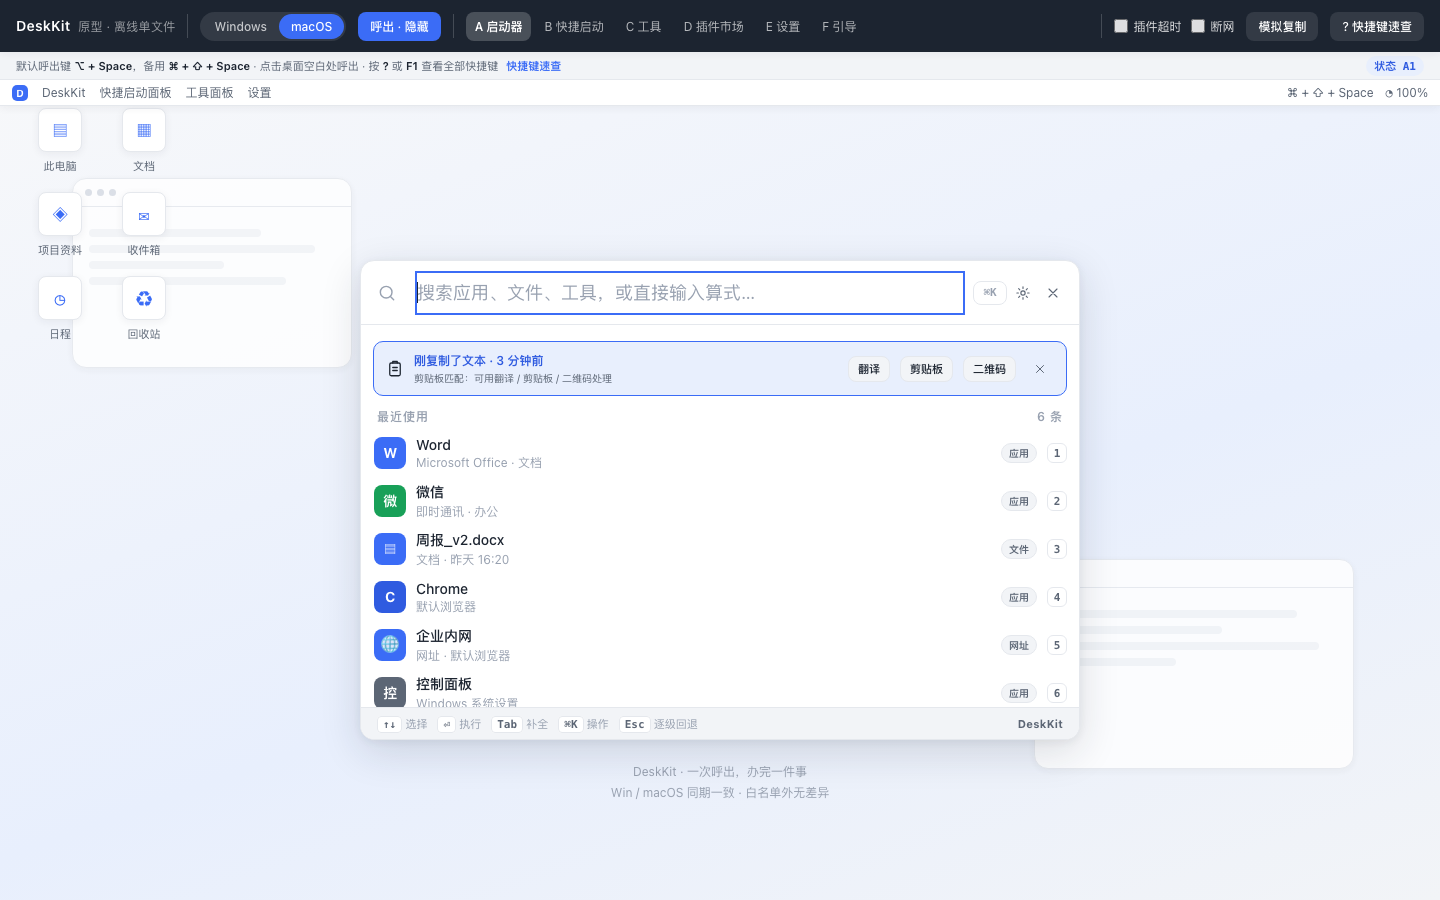 DeskKit 原型 · 离线单文件 Windows macOS 呼出 · 隐藏 A 启动器 B 快捷启动 C 工具 D 插件市场 E 设置 F 引导 插件超时 断网 模拟复制 ? 快捷键速查
默认呼出键 ⌥ + Space，备用 ⌘ + ⇧ + Space · 点击桌面空白处呼出 · 按 ? 或 F1 查看全部快捷键 快捷键速查 状态 A1
D DeskKit 快捷启动面板 工具面板 设置 ⌘ + ⇧ + Space 100%
此电脑 文档
项目资料 收件箱
日程 回收站
搜索应用、文件、工具，或直接输入算式... ⌘K
刚复制了文本 · 3 分钟前
剪贴板匹配：可用翻译 / 剪贴板 / 二维码处理
翻译 剪贴板 二维码
最近使用 6 条
W Word 应用 1
Microsoft Office · 文档
微 微信 应用 2
即时通讯 · 办公
周报_v2.docx 文件 3
文档 · 昨天 16:20
C Chrome 应用 4
默认浏览器
企业内网 网址 5
网址 · 默认浏览器
控 控制面板 应用 6
Windows 系统设置
↑↓ 选择 ⏎ 执行 Tab 补全 ⌘K 操作 Esc 逐级回退 DeskKit
DeskKit · 一次呼出，办完一件事
Win / macOS 同期一致 · 白名单外无差异